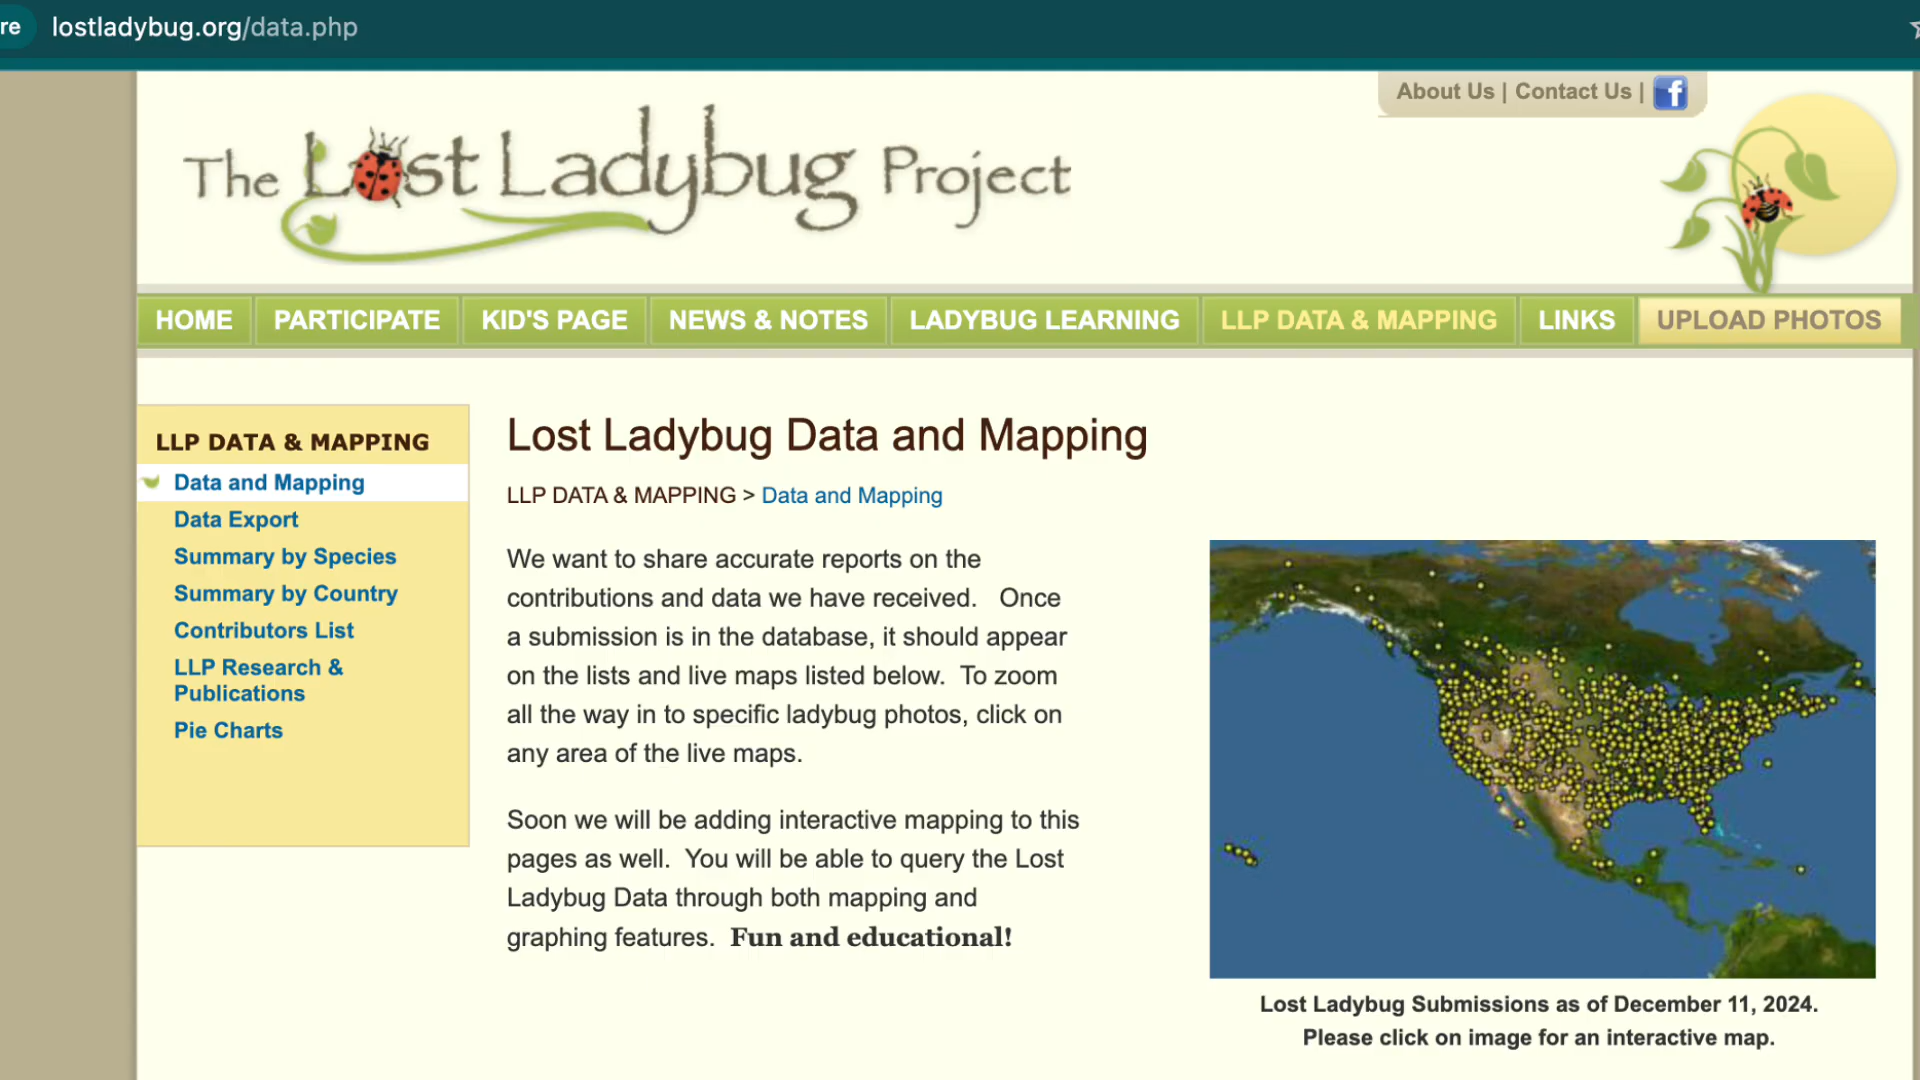 re lostladybug.org/data.php
About Us | Contact Us | f
The Lost Ladybug Project
HOME PARTICIPATE KID'S PAGE NEWS & NOTES LADYBUG LEARNING LLP DATA & MAPPING LINKS UPLOAD PHOTOS
LLP DATA & MAPPING
Data and Mapping
Data Export
Summary by Species
Summary by Country
Contributors List
LLP Research &
Publications
Pie Charts
Lost Ladybug Data and Mapping
LLP DATA & MAPPING > Data and Mapping
We want to share accurate reports on the
contributions and data we have received. Once
a submission is in the database, it should appear
on the lists and live maps listed below. To zoom
all the way in to specific ladybug photos, click on
any area of the live maps.
Soon we will be adding interactive mapping to this
pages as well. You will be able to query the Lost
Ladybug Data through both mapping and
graphing features. Fun and educational!
Lost Ladybug Submissions as of December 11, 2024.
Please click on image for an interactive map.